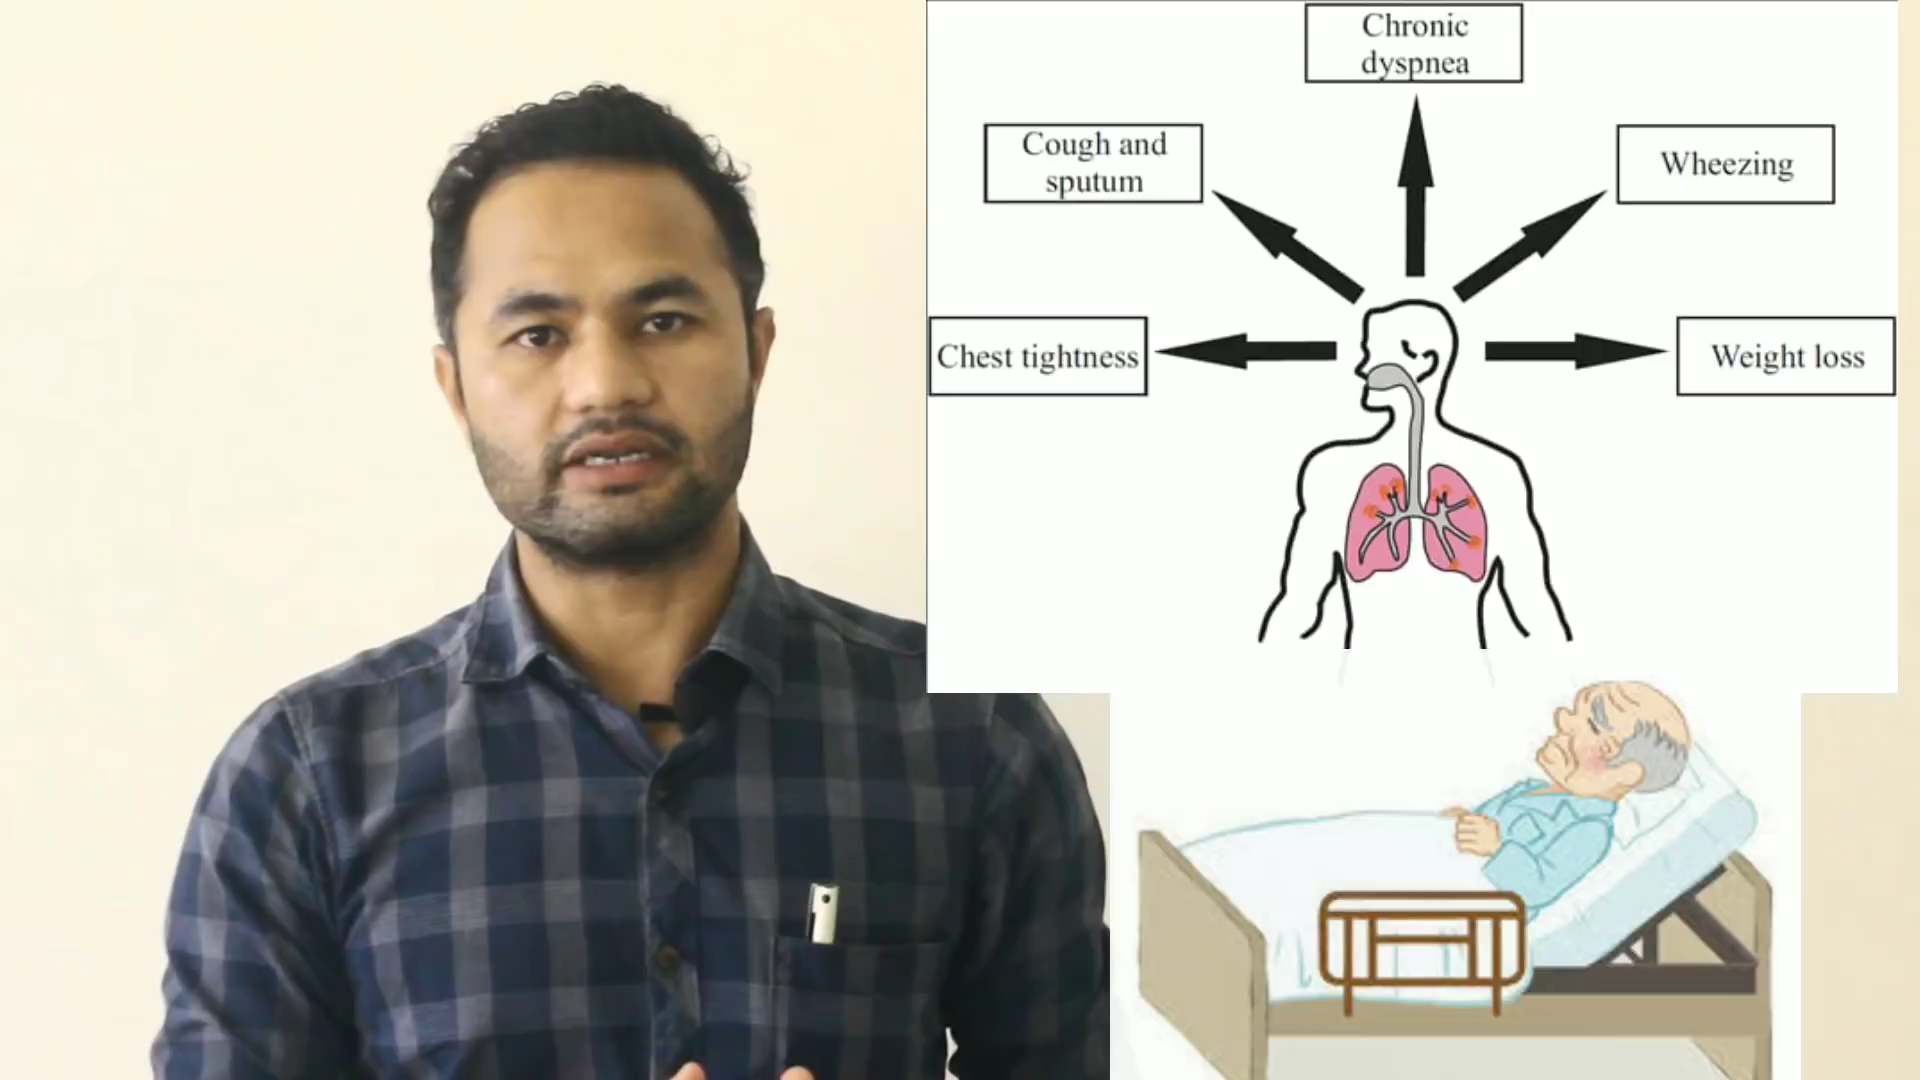 Chronic
dyspnea
Cough and
sputum
Wheezing
Chest tightness
Weight loss